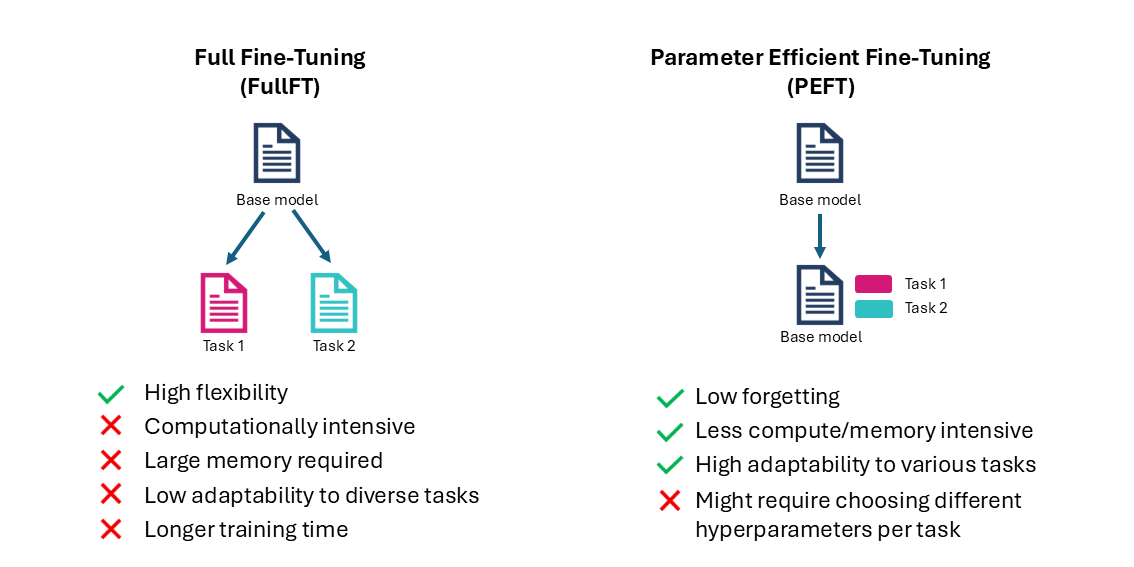 Full Fine-Tuning
(FullFT)
Base model
Task 1
Task 2
High flexibility
Computationally intensive
Large memory required
Low adaptability to diverse tasks
Longer training time
Parameter Efficient Fine-Tuning
(PEFT)
Base model
Task 1
Task 2
Base model
Low forgetting
Less compute/memory intensive
High adaptability to various tasks
Might require choosing different
hyperparameters per task